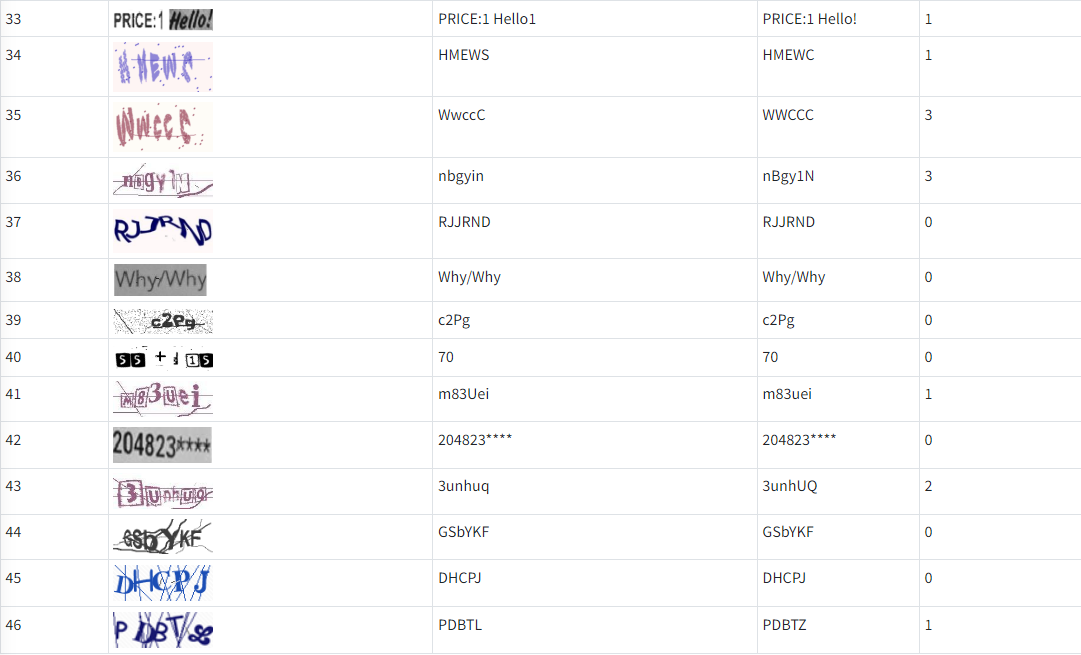 33 PRICE:1 Hello! PRICE:1 Hello1 PRICE:1 Hello! 1
34 HMEWS HMEWS HMEWC 1
35 WwccC WwccC WWCCC 3
36 nBgy1N nbgyin nBgy1N 3
37 RJJRND RJJRND RJJRND 0
38 Why/Why Why/Why Why/Why 0
39 c2Pg c2Pg c2Pg 0
40 55 + 15 70 70 0
41 m83uei m83Uei m83uei 1
42 204823**** 204823**** 204823**** 0
43 3unhuq 3unhuq 3unhUQ 2
44 GSbYKF GSbYKF GSbYKF 0
45 DHCPJ DHCPJ DHCPJ 0
46 PDBT PDBTL PDBTZ 1